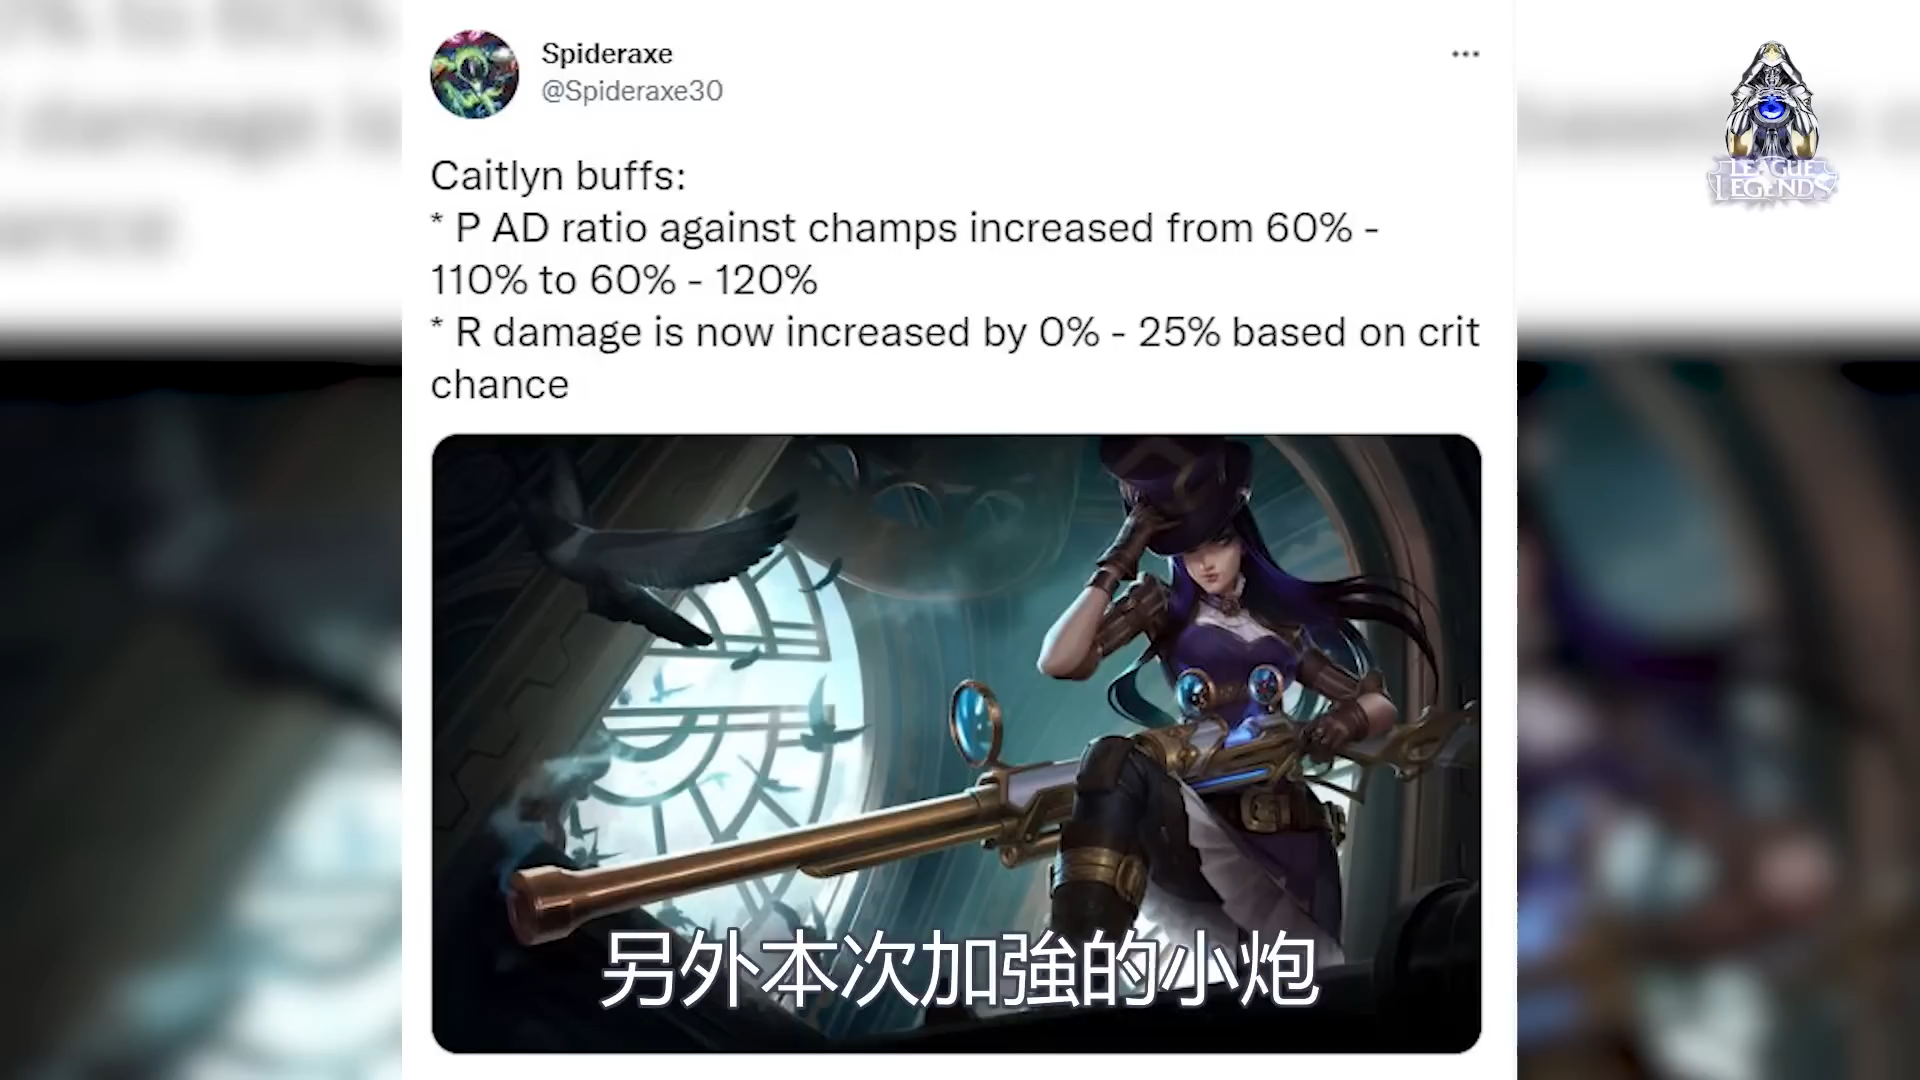 Spideraxe
@Spideraxe30
Caitlyn buffs:
* P AD ratio against champs increased from 60% -
110% to 60% - 120%
* R damage is now increased by 0% - 25% based on crit
chance
另外本次加強的小炮
LEAGUE
LEGENDS